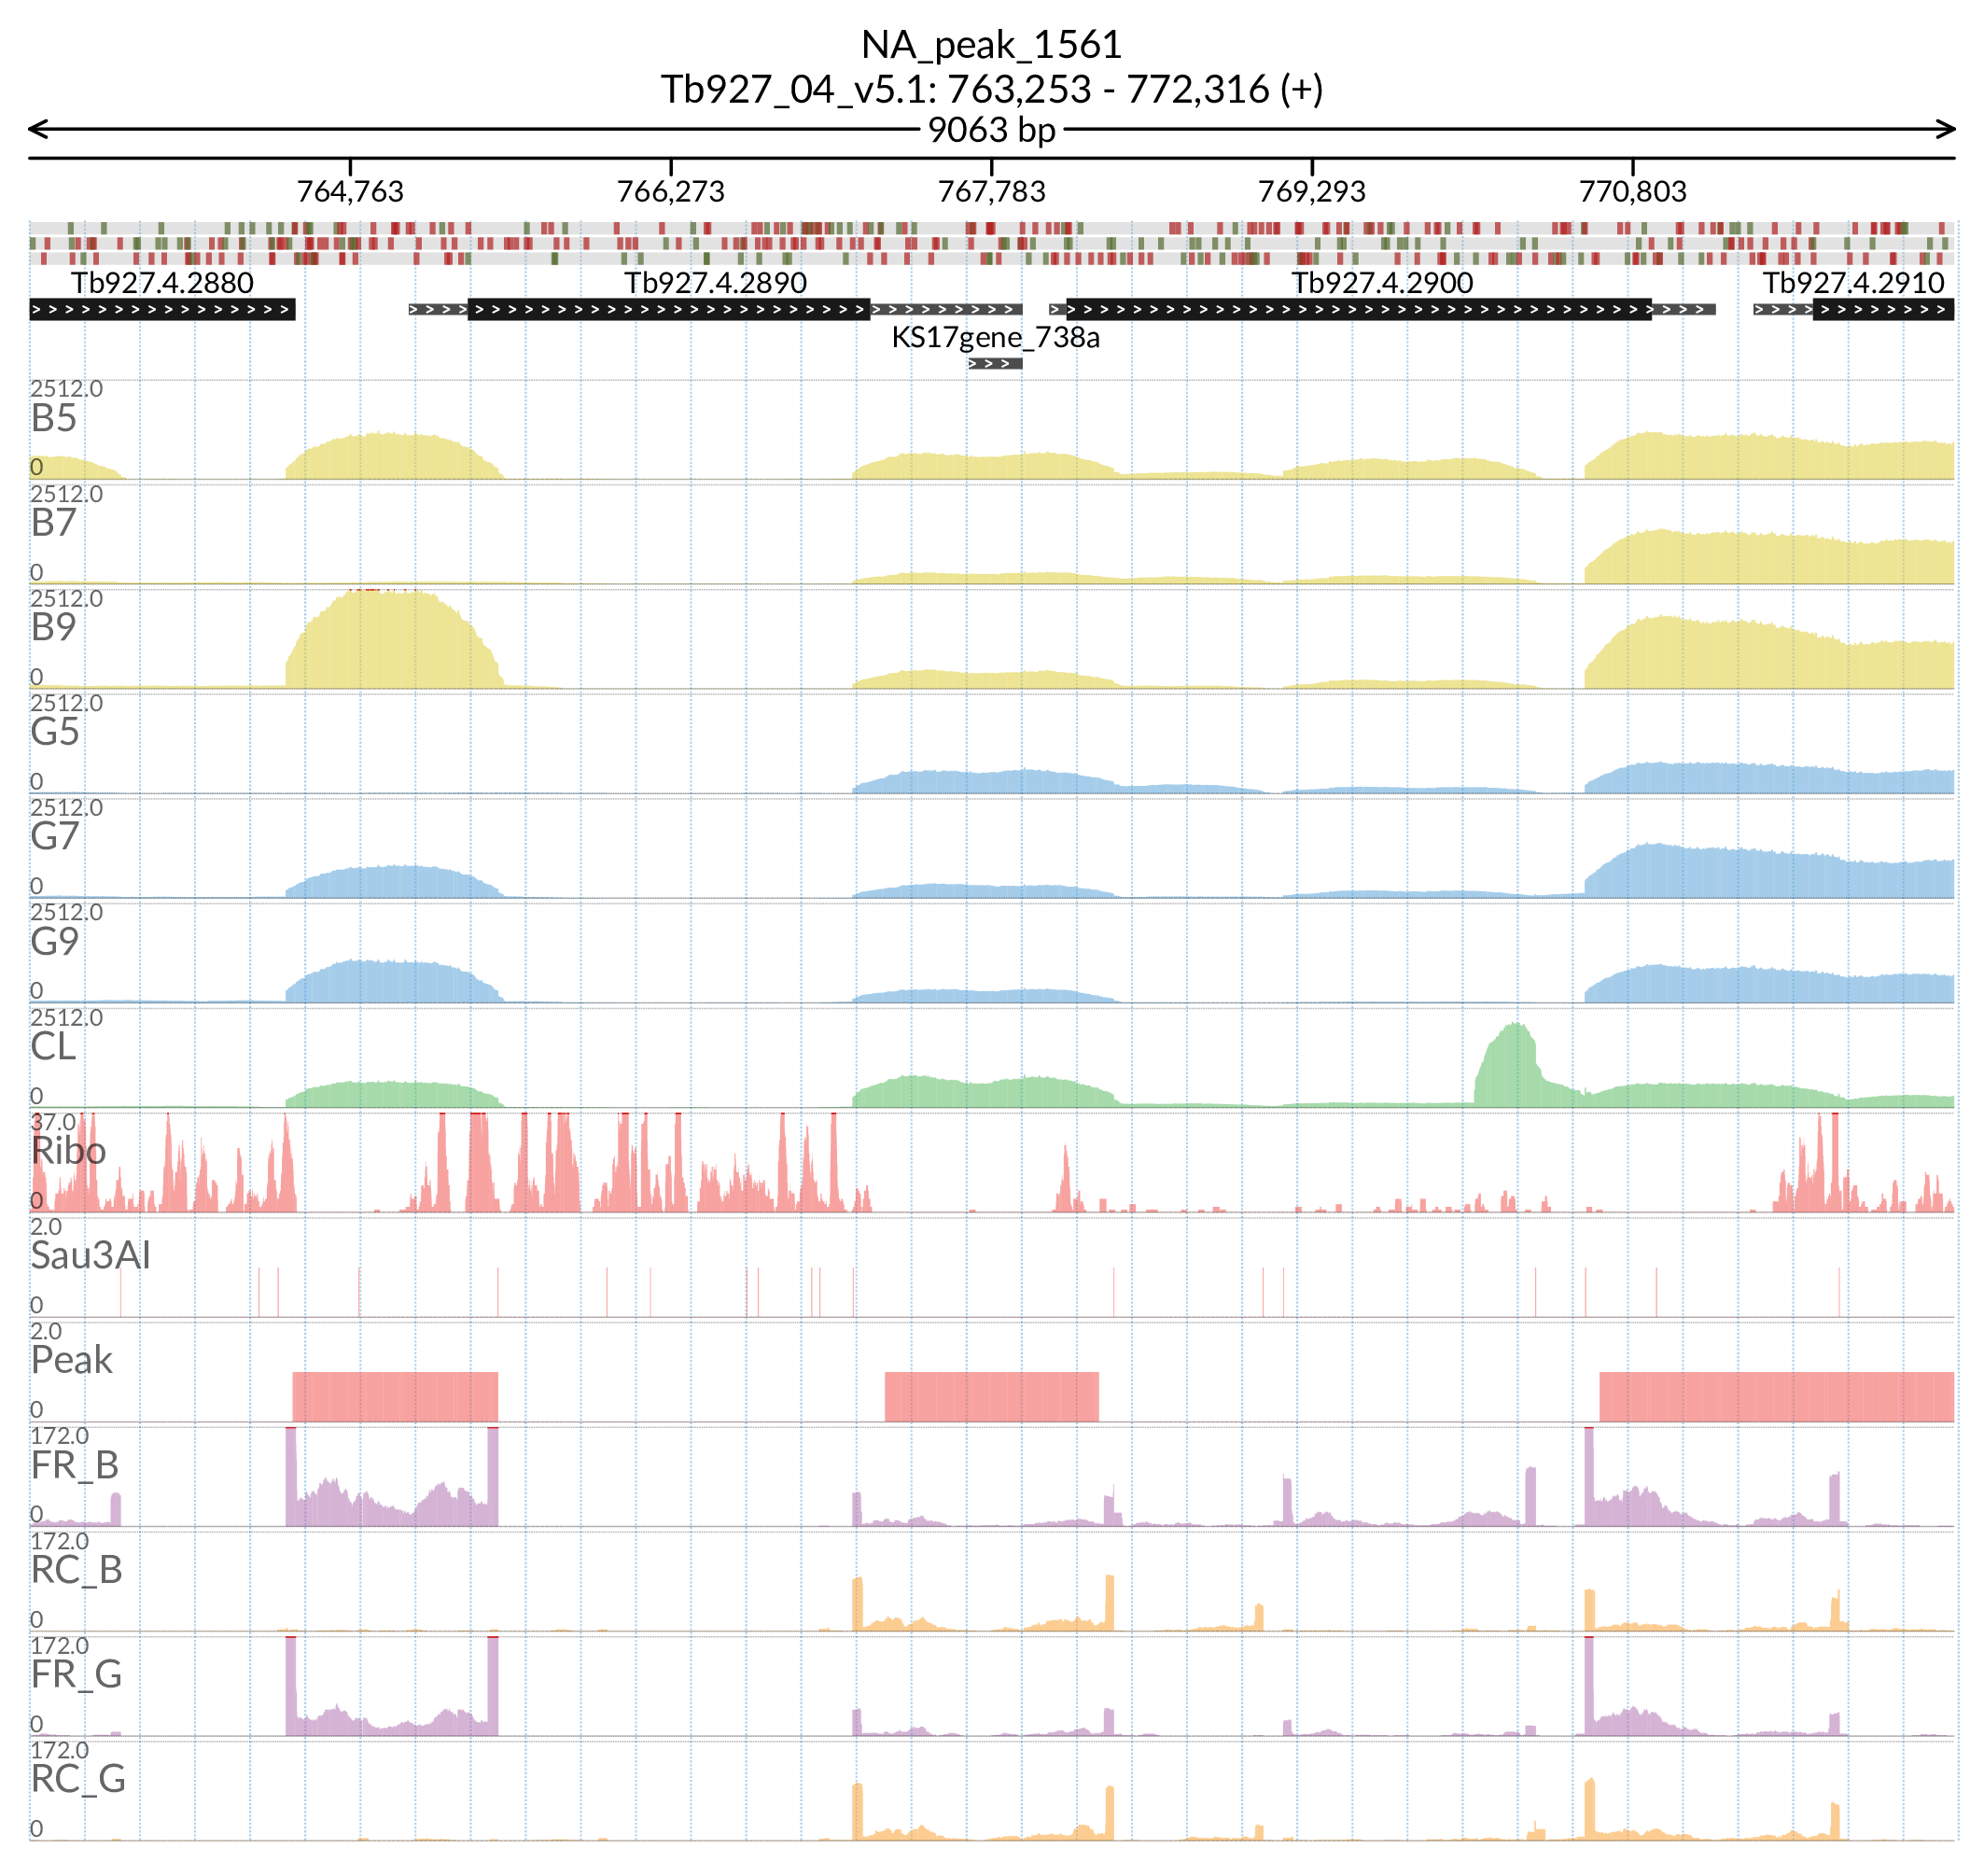 NA_peak_1561
Tb927_04_v5.1: 763,253 - 772,316 (+)
9063 bp
764,763 766,273 767,783 769,293 770,803
Tb927.4.2880 Tb927.4.2890 Tb927.4.2900 Tb927.4.2910
KS17gene_738a
2512.0
B5
0
2512.0
B7
0
2512.0
B9
0
2512.0
G5
0
2512.0
G7
0
2512.0
G9
0
2512.0
CL
0
37.0
Ribo
0
2.0
Sau3AI
0
2.0
Peak
0
172.0
FR_B
0
172.0
RC_B
0
172.0
FR_G
0
172.0
RC_G
0